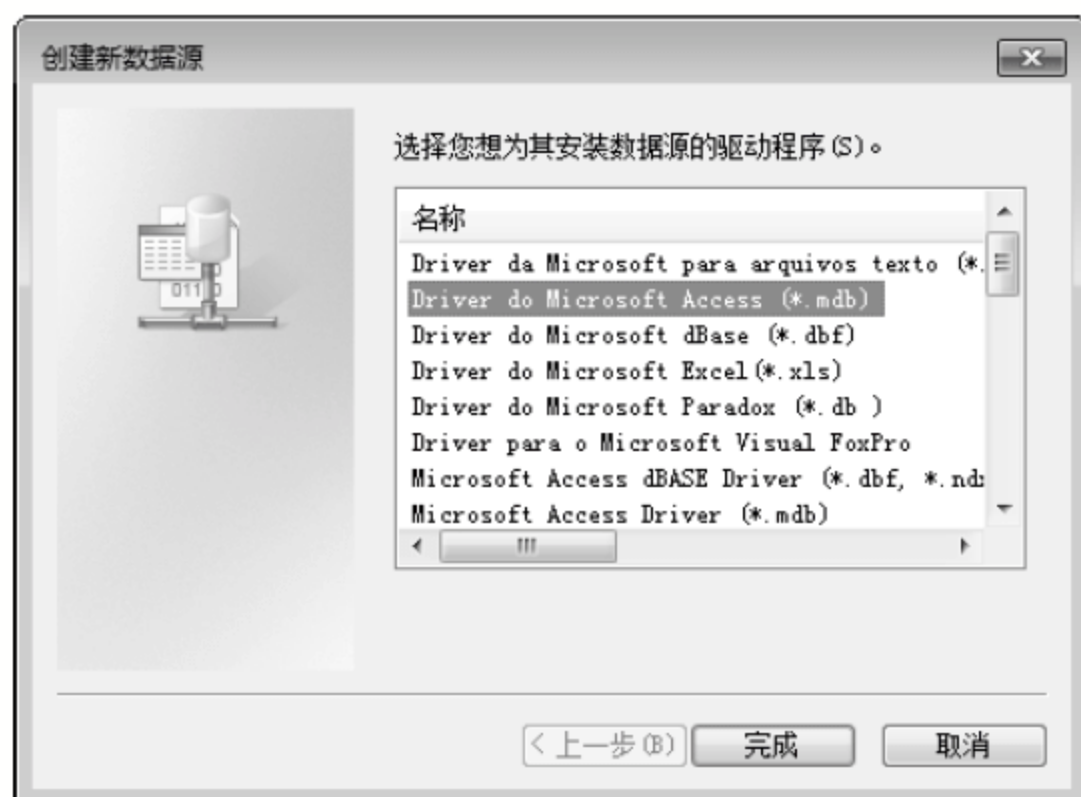 创建新数据源
选择您想为其安装数据源的驱动程序(S)。
名称
Driver da Microsoft para arquivos texto (*.
Driver do Microsoft Access (*.mdb)
Driver do Microsoft dBase (*.dbf)
Driver do Microsoft Excel(*.xls)
Driver do Microsoft Paradox (*.db )
Driver para o Microsoft Visual FoxPro
Microsoft Access dBASE Driver (*.dbf, *.ndx
Microsoft Access Driver (*.mdb)
< 上一步(B)
完成
取消